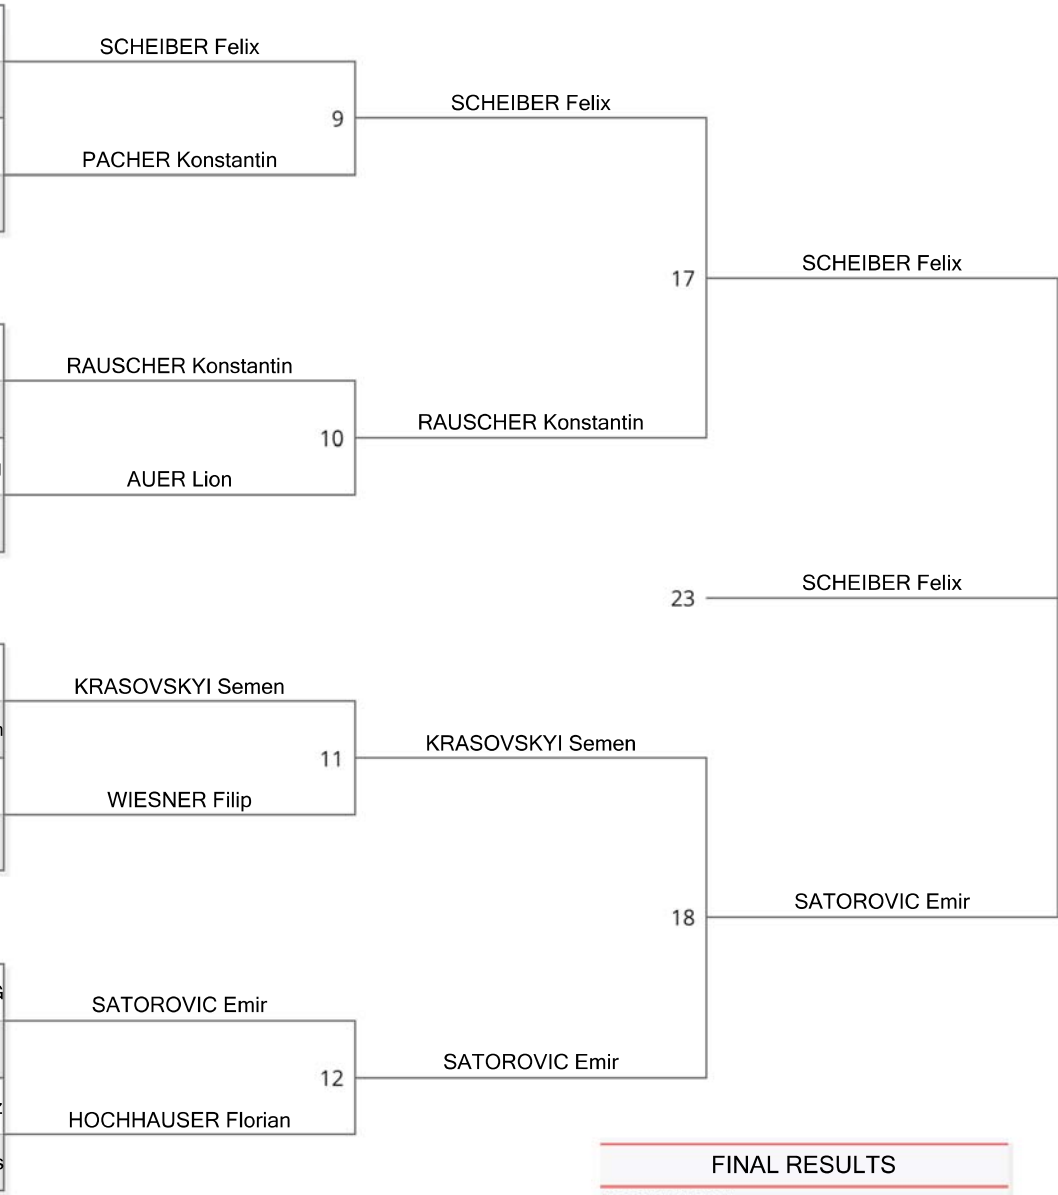 SCHEIBER Felix
9
SCHEIBER Felix
PACHER Konstantin
17
SCHEIBER Felix
RAUSCHER Konstantin
10
RAUSCHER Konstantin
AUER Lion
23
SCHEIBER Felix
KRASOVSKYI Semen
11
KRASOVSKYI Semen
WIESNER Filip
18
SATOROVIC Emir
SATOROVIC Emir
12
SATOROVIC Emir
HOCHHAUSER Florian
FINAL RESULTS